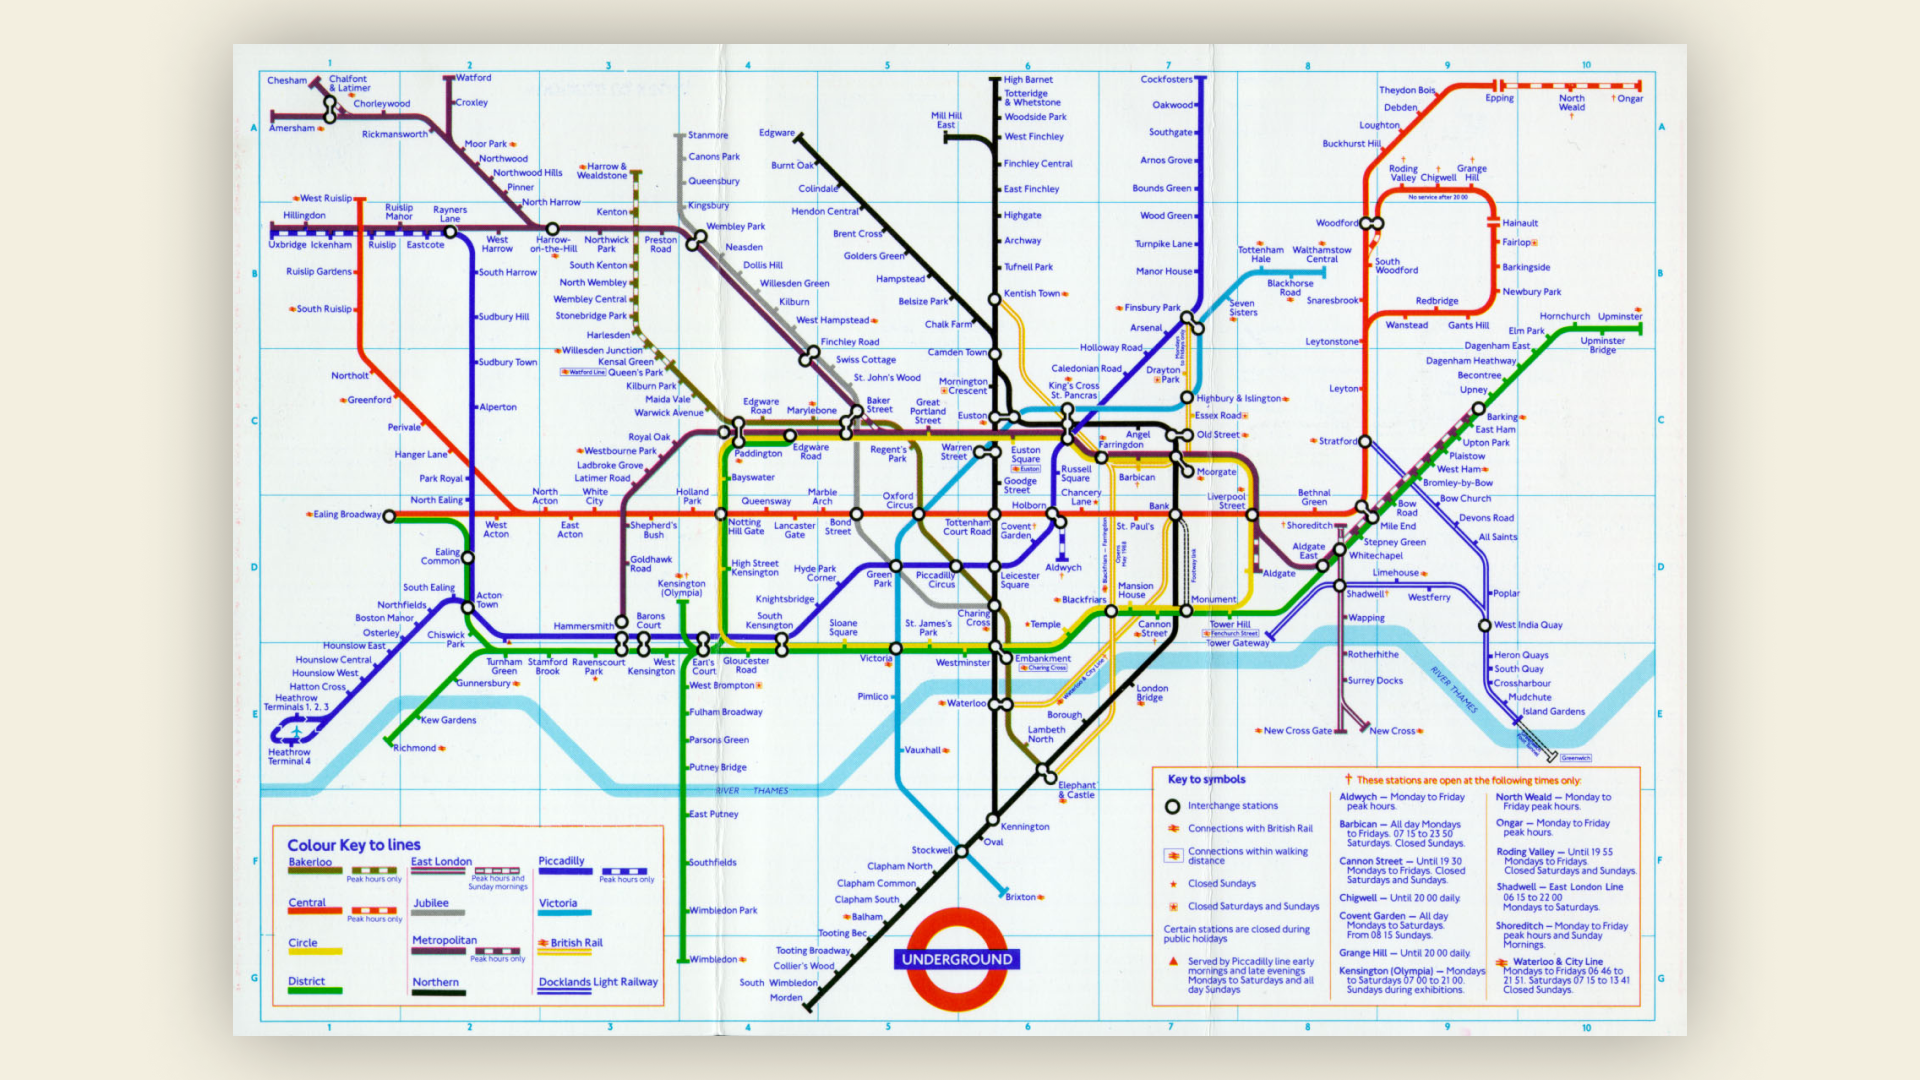 1 2 3 4 5 6 7 8 9 10
Chesham
Chalfont
& Latimer
Chorleywood
Amersham
Rickmansworth
Watford
Croxley
Moor Park
Northwood
Northwood Hills
Pinner
North Harrow
Harrow &
Wealdstone
Kenton
Stanmore
Canons Park
Queensbury
Kingsbury
Edgware
Burnt Oak
Colindale
Hendon Central
Brent Cross
Golders Green
Hampstead
Belsize Park
Chalk Farm
Camden Town
Mill Hill
East
High Barnet
Totteridge
& Whetstone
Woodside Park
West Finchley
Finchley Central
East Finchley
Highgate
Archway
Tufnell Park
Kentish Town
Cockfosters
Oakwood
Southgate
Arnos Grove
Bounds Green
Wood Green
Turnpike Lane
Manor House
Finsbury Park
Arsenal
Holloway Road
Caledonian Road
King's Cross
St. Pancras
Theydon Bois
Debden
Loughton
Buckhurst Hill
Epping
North
Weald
†
† Ongar
Roding
Valley
Chigwell
Grange
Hill
No service after 20 00
Woodford
Hainault
Fairlop
Barkingside
Newbury Park
South
Woodford
Snaresbrook
Redbridge
Wanstead
Gants Hill
Leytonstone
Leyton
Stratford
Tottenham
Hale
Walthamstow
Central
Blackhorse
Road
Seven
Sisters
Hornchurch
Upminster
Upminster
Bridge
Elm Park
Dagenham East
Dagenham Heathway
Becontree
Upney
Barking
East Ham
Upton Park
Plaistow
West Ham
Bromley-by-Bow
Bow Church
Bow
Road
Devons Road
All Saints
Mile End
Stepney Green
Whitechapel
West Ruislip
Hillingdon
Ruislip
Manor
Rayners
Lane
Uxbridge
Ickenham
Ruislip
Eastcote
West
Harrow
Harrow-
on-the-Hill
Northwick
Park
Preston
Road
Wembley Park
Neasden
Dollis Hill
Willesden Green
Kilburn
West Hampstead
Finchley Road
Swiss Cottage
St. John's Wood
Baker
Street
Ruislip Gardens
South Ruislip
Northolt
Greenford
Perivale
Hanger Lane
South Harrow
Sudbury Hill
Sudbury Town
Alperton
Park Royal
North Ealing
South Kenton
North Wembley
Wembley Central
Stonebridge Park
Harlesden
Willesden Junction
Kensal Green
Watford Line
Queen's Park
Kilburn Park
Maida Vale
Warwick Avenue
Mornington
Crescent
Euston
Mondays
to Fridays only
Drayton
Park
Highbury & Islington
Essex Road
Old Street
Angel
Farringdon
Moorgate
Barbican
†
Royal Oak
Westbourne Park
Ladbroke Grove
Latimer Road
Edgware
Road
Marylebone
Great
Portland
Street
Paddington
Edgware
Road
Regent's
Park
Warren
Street
Euston
Square
Euston
Bayswater
Goodge
Street
Russell
Square
Chancery
Lane
Liverpool
Street
Bethnal
Green
Ealing Broadway
West
Acton
North
Acton
East
Acton
White
City
Shepherd's
Bush
Holland
Park
Notting
Hill Gate
Queensway
Lancaster
Gate
Marble
Arch
Bond
Street
Oxford
Circus
Tottenham
Court Road
Holborn
Covent†
Garden
St. Paul's
Bank
† Shoreditch
Aldgate
East
Aldgate
Ealing
Common
South Ealing
Northfields
Boston Manor
Osterley
Hounslow East
Hounslow Central
Hounslow West
Hatton Cross
Heathrow
Terminals 1, 2, 3
Heathrow
Terminal 4
Acton
Town
Chiswick
Park
Turnham
Green
Stamford
Brook
Ravenscourt
Park
Gunnersbury
Kew Gardens
Richmond
Goldhawk
Road
Hammersmith
Barons
Court
West
Kensington
Kensington
(Olympia)
Earl's
Court
High Street
Kensington
Gloucester
Road
South
Kensington
Knightsbridge
Hyde Park
Corner
Green
Park
Piccadilly
Circus
Leicester
Square
Aldwych
†
Charing
Cross
Sloane
Square
St. James's
Park
Victoria
Westminster
Embankment
Charing Cross
Temple
Blackfriars
Mansion
House
Cannon
Street
†
Monument
Tower Hill
Fenchurch Street
Tower Gateway
Blackfriars — Farringdon
Opens
May 1988
Footway link
Waterloo & City Line
Limehouse
Shadwell†
Westferry
Poplar
West India Quay
Heron Quays
South Quay
Crossharbour
Mudchute
Island Gardens
Greenwich
Wapping
Rotherhithe
Surrey Docks
New Cross Gate
New Cross
RIVER THAMES
RIVER THAMES
West Brompton
Fulham Broadway
Parsons Green
Putney Bridge
East Putney
Southfields
Wimbledon Park
Wimbledon
Pimlico
Vauxhall
Waterloo
Lambeth
North
London
Bridge
Borough
Elephant
& Castle
Kennington
Oval
Stockwell
Brixton
Clapham North
Clapham Common
Clapham South
Balham
Tooting Bec
Tooting Broadway
Collier's Wood
South Wimbledon
Morden
UNDERGROUND
Colour Key to lines
Bakerloo
Peak hours only
Central
Peak hours only
Circle
District
East London
Peak hours and
Sunday mornings
Jubilee
Metropolitan
Peak hours only
Northern
Piccadilly
Peak hours only
Victoria
British Rail
Docklands Light Railway
Key to symbols
Interchange stations
Connections with British Rail
Connections within walking
distance
Closed Sundays
Closed Saturdays and Sundays
Certain stations are closed during
public holidays
Served by Piccadilly line early
mornings and late evenings
Mondays to Saturdays and all
day Sundays
† These stations are open at the following times only:
Aldwych — Monday to Friday
peak hours.
Barbican — All day Mondays
to Fridays. 07 15 to 23 50
Saturdays. Closed Sundays.
Cannon Street — Until 19 30
Mondays to Fridays. Closed
Saturdays and Sundays.
Chigwell — Until 20 00 daily.
Covent Garden — All day
Mondays to Saturdays.
From 08 15 Sundays.
Grange Hill — Until 20 00 daily.
Kensington (Olympia) — Mondays
to Saturdays 07 00 to 21 00.
Sundays during exhibitions.
North Weald — Monday to
Friday peak hours.
Ongar — Monday to Friday
peak hours.
Roding Valley — Until 19 55
Mondays to Fridays.
Closed Saturdays and Sundays.
Shadwell — East London Line
06 15 to 22 00
Mondays to Saturdays.
Shoreditch — Monday to Friday
peak hours and Sunday
Mornings.
Waterloo & City Line
Mondays to Fridays 06 46 to
21 51. Saturdays 07 15 to 13 41
Closed Sundays.
A B C D E F G
A B C D E F G
1 2 3 4 5 6 7 8 9 10